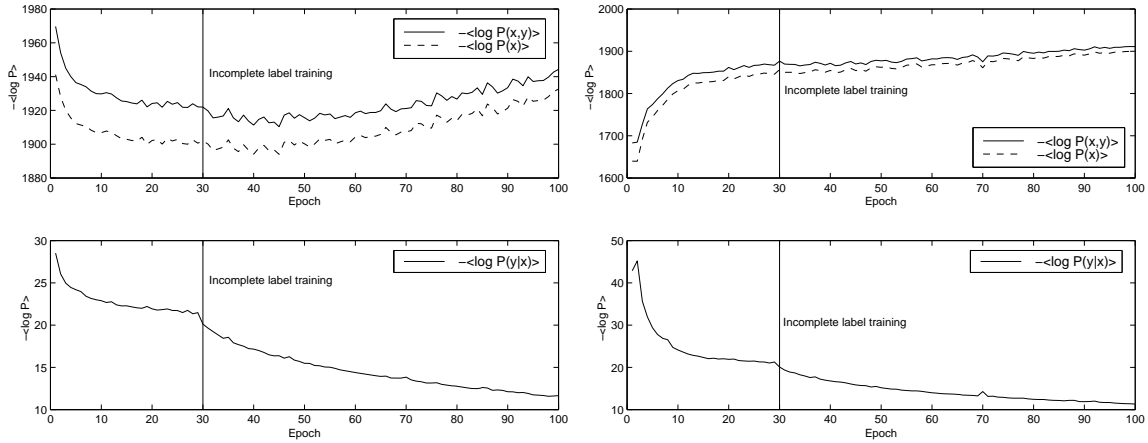 1980
1960
1940
1920
1900
1880
−<log P>
−<log P(x,y)>
−<log P(x)>
Incomplete label training
0 10 20 30 40 50 60 70 80 90 100
Epoch
2000
1900
1800
1700
1600
−<log P>
Incomplete label training
−<log P(x,y)>
−<log P(x)>
0 10 20 30 40 50 60 70 80 90 100
Epoch
30
25
20
15
10
−<log P>
−<log P(y|x)>
Incomplete label training
0 10 20 30 40 50 60 70 80 90 100
Epoch
50
40
30
20
10
−<log P>
−<log P(y|x)>
Incomplete label training
0 10 20 30 40 50 60 70 80 90 100
Epoch